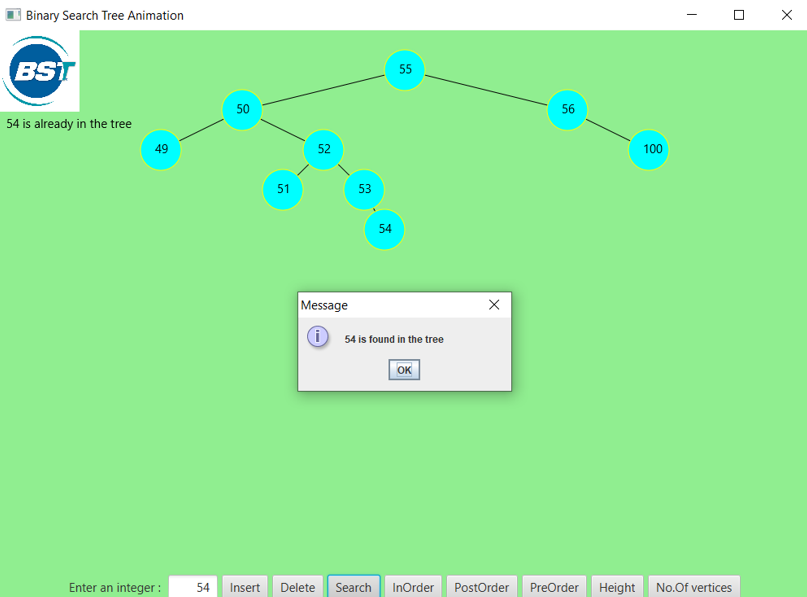 Binary Search Tree Animation
BST
54 is already in the tree
55
50
56
49
52
100
51
53
54
Message
54 is found in the tree
OK
Enter an integer : 54 Insert Delete Search InOrder PostOrder PreOrder Height No.Of vertices